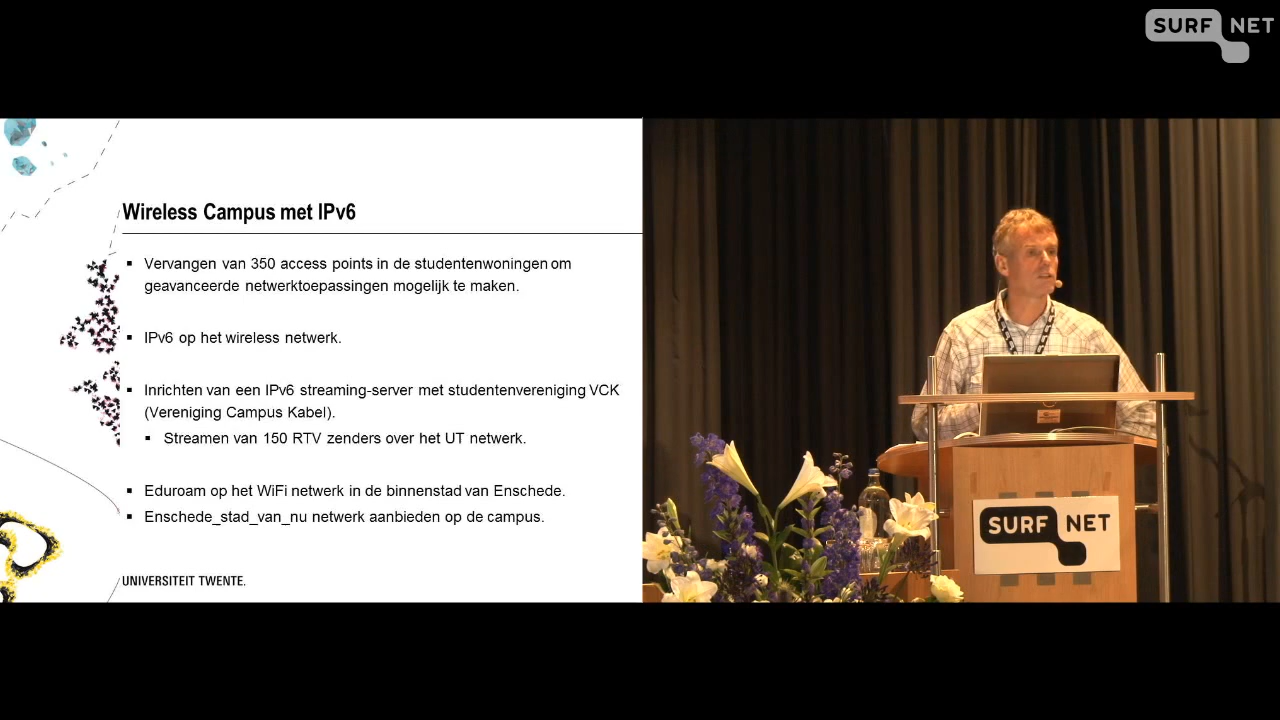 SURF NET
Wireless Campus met IPv6
Vervangen van 350 access points in de studentenwoningen om
geavanceerde netwerktoepassingen mogelijk te maken.
IPv6 op het wireless netwerk.
Inrichten van een IPv6 streaming-server met studentenvereniging VCK
(Vereniging Campus Kabel).
Streamen van 150 RTV zenders over het UT netwerk.
Eduroam op het WiFi netwerk in de binnenstad van Enschede.
Enschede_stad_van_nu netwerk aanbieden op de campus.
UNIVERSITEIT TWENTE.
SURF NET